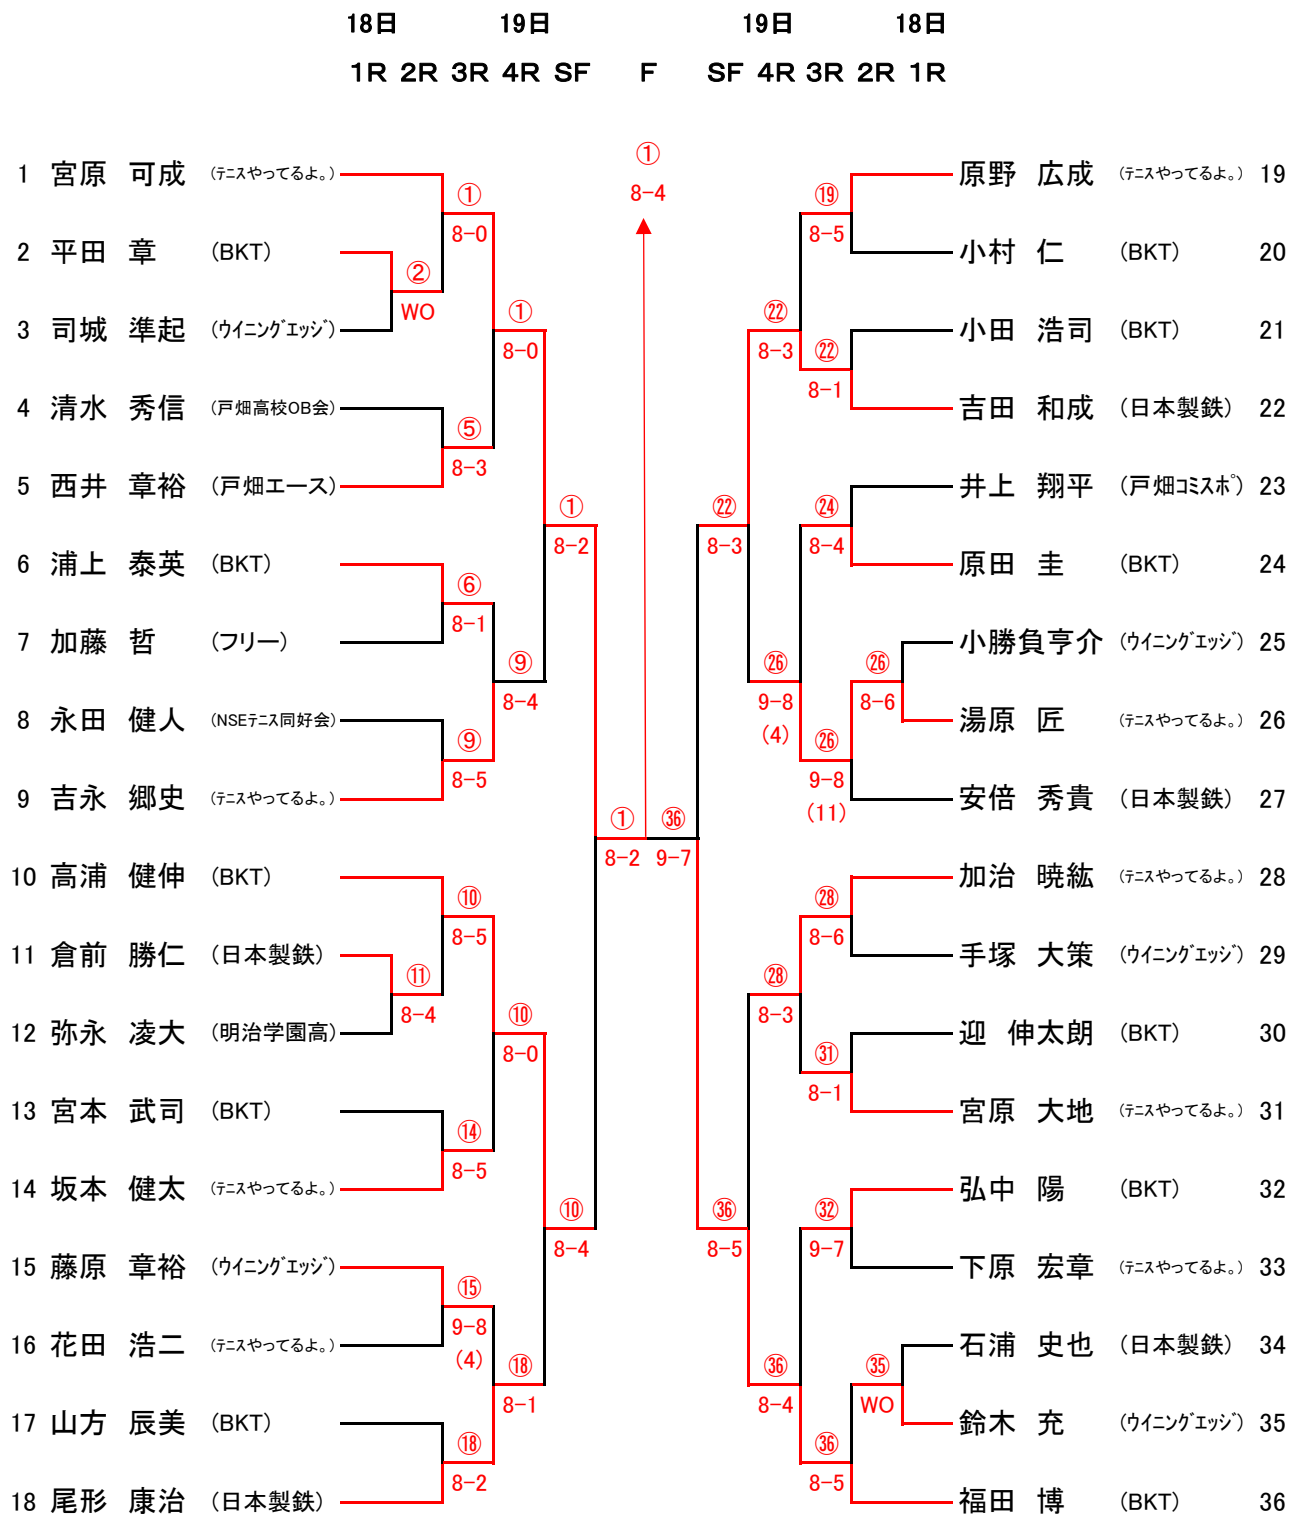 18日 19日 19日 18日
1R 2R 3R 4R SF F SF 4R 3R 2R 1R
①
1 宮原 可成 (テニスやってるよ。) 原野 広成 (テニスやってるよ。) 19
8-4
① ⑲
8-0 8-5
2 平田 章 (BKT) 小村 仁 (BKT) 20
②
WO ① ㉒
3 司城 準起 (ウイニングエッジ) 小田 浩司 (BKT) 21
8-0 8-3 ㉒
8-1
4 清水 秀信 (戸畑高校OB会) 吉田 和成 (日本製鉄) 22
⑤
8-3
5 西井 章裕 (戸畑エース) 井上 翔平 (戸畑コミスポ) 23
① ㉒ ㉔
8-2 8-3 8-4
6 浦上 泰英 (BKT) 原田 圭 (BKT) 24
⑥
8-1
7 加藤 哲 (フリー) 小勝負亨介 (ウイニングエッジ) 25
⑨ ㉖ ㉖
8-4 9-8 8-6
8 永田 健人 (NSEテニス同好会) 湯原 匠 (テニスやってるよ。) 26
⑨ (4) ㉖
8-5 9-8
9 吉永 郷史 (テニスやってるよ。) 安倍 秀貴 (日本製鉄) 27
(11)
① ㊱
8-2 9-7
10 高浦 健伸 (BKT) 加治 暁紘 (テニスやってるよ。) 28
⑩ ㉘
8-5 8-6
11 倉前 勝仁 (日本製鉄) 手塚 大策 (ウイニングエッジ) 29
⑪ ㉘
8-4 ⑩ 8-3
12 弥永 凌大 (明治学園高) 迎 伸太朗 (BKT) 30
8-0 ㉛
8-1
13 宮本 武司 (BKT) 宮原 大地 (テニスやってるよ。) 31
⑭
8-5
14 坂本 健太 (テニスやってるよ。) 弘中 陽 (BKT) 32
⑩ ㊱ ㉜
8-4 8-5 9-7
15 藤原 章裕 (ウイニングエッジ) 下原 宏章 (テニスやってるよ。) 33
⑮
9-8
16 花田 浩二 (テニスやってるよ。) 石浦 史也 (日本製鉄) 34
(4) ⑱ ㊱ ㉟
8-1 8-4 WO
17 山方 辰美 (BKT) 鈴木 充 (ウイニングエッジ) 35
⑱ ㊱
8-2 8-5
18 尾形 康治 (日本製鉄) 福田 博 (BKT) 36